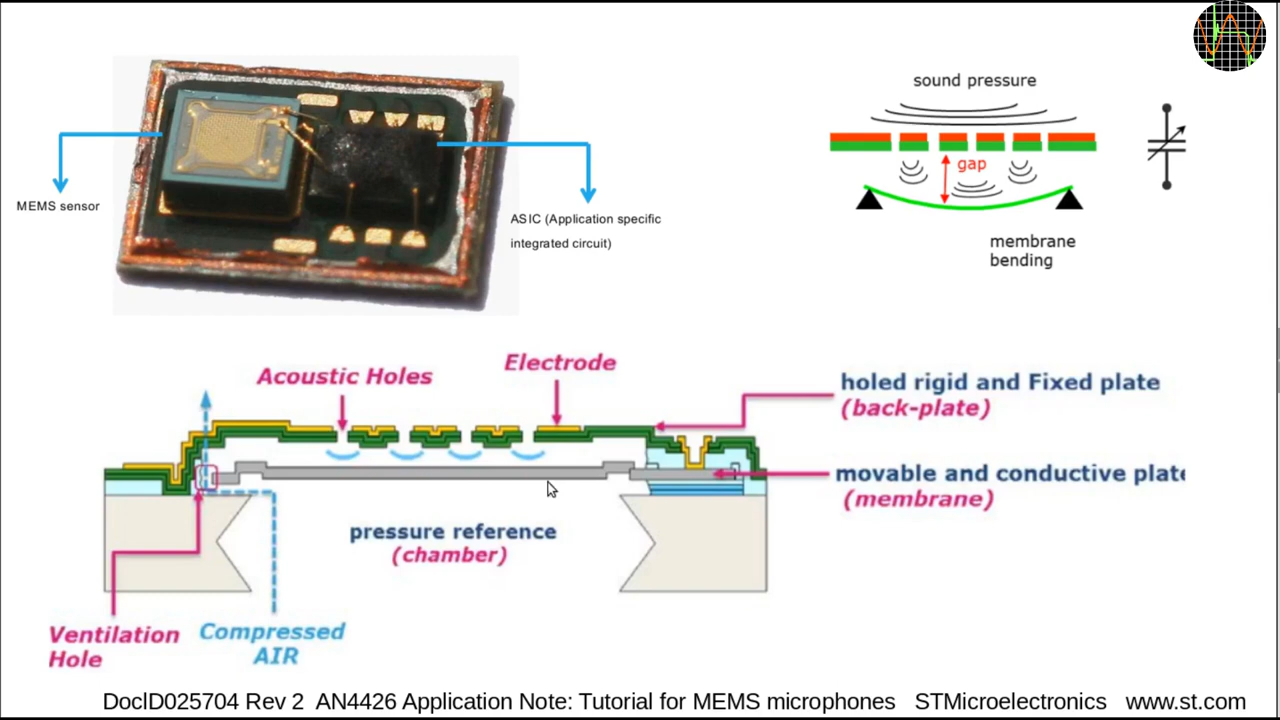 sound pressure
gap
MEMS sensor
ASIC (Application specific
integrated circuit)
membrane
bending
Acoustic Holes
Electrode
holed rigid and Fixed plate
(back-plate)
movable and conductive plate
(membrane)
pressure reference
(chamber)
Ventilation
Hole
Compressed
AIR
DocID025704 Rev 2 AN4426 Application Note: Tutorial for MEMS microphones STMicroelectronics www.st.com